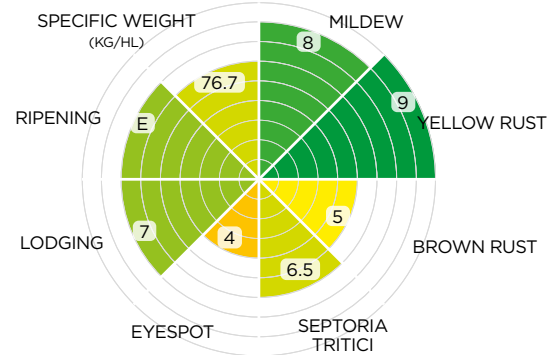 SPECIFIC WEIGHT
(KG/HL)
MILDEW
8
76.7
9
RIPENING
E
YELLOW RUST
7
4
5
LODGING
BROWN RUST
6.5
EYESPOT
SEPTORIA
TRITICI